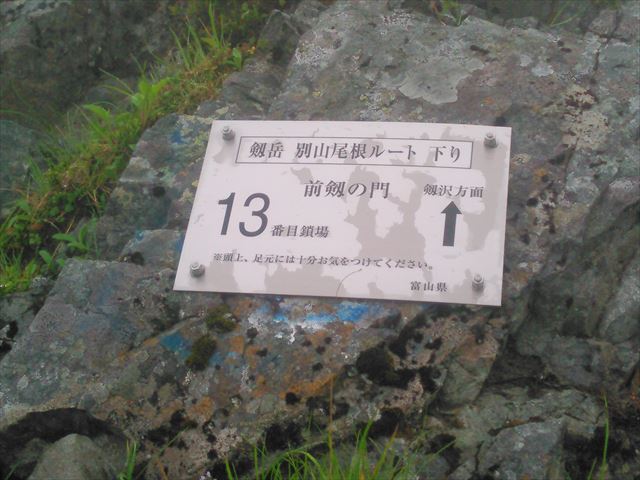 剱岳 別山尾根ルート 下り
前剱の門 剱沢方面
13番目鎖場 ↑
※頭上、足元には十分お気をつけてください。
富山県